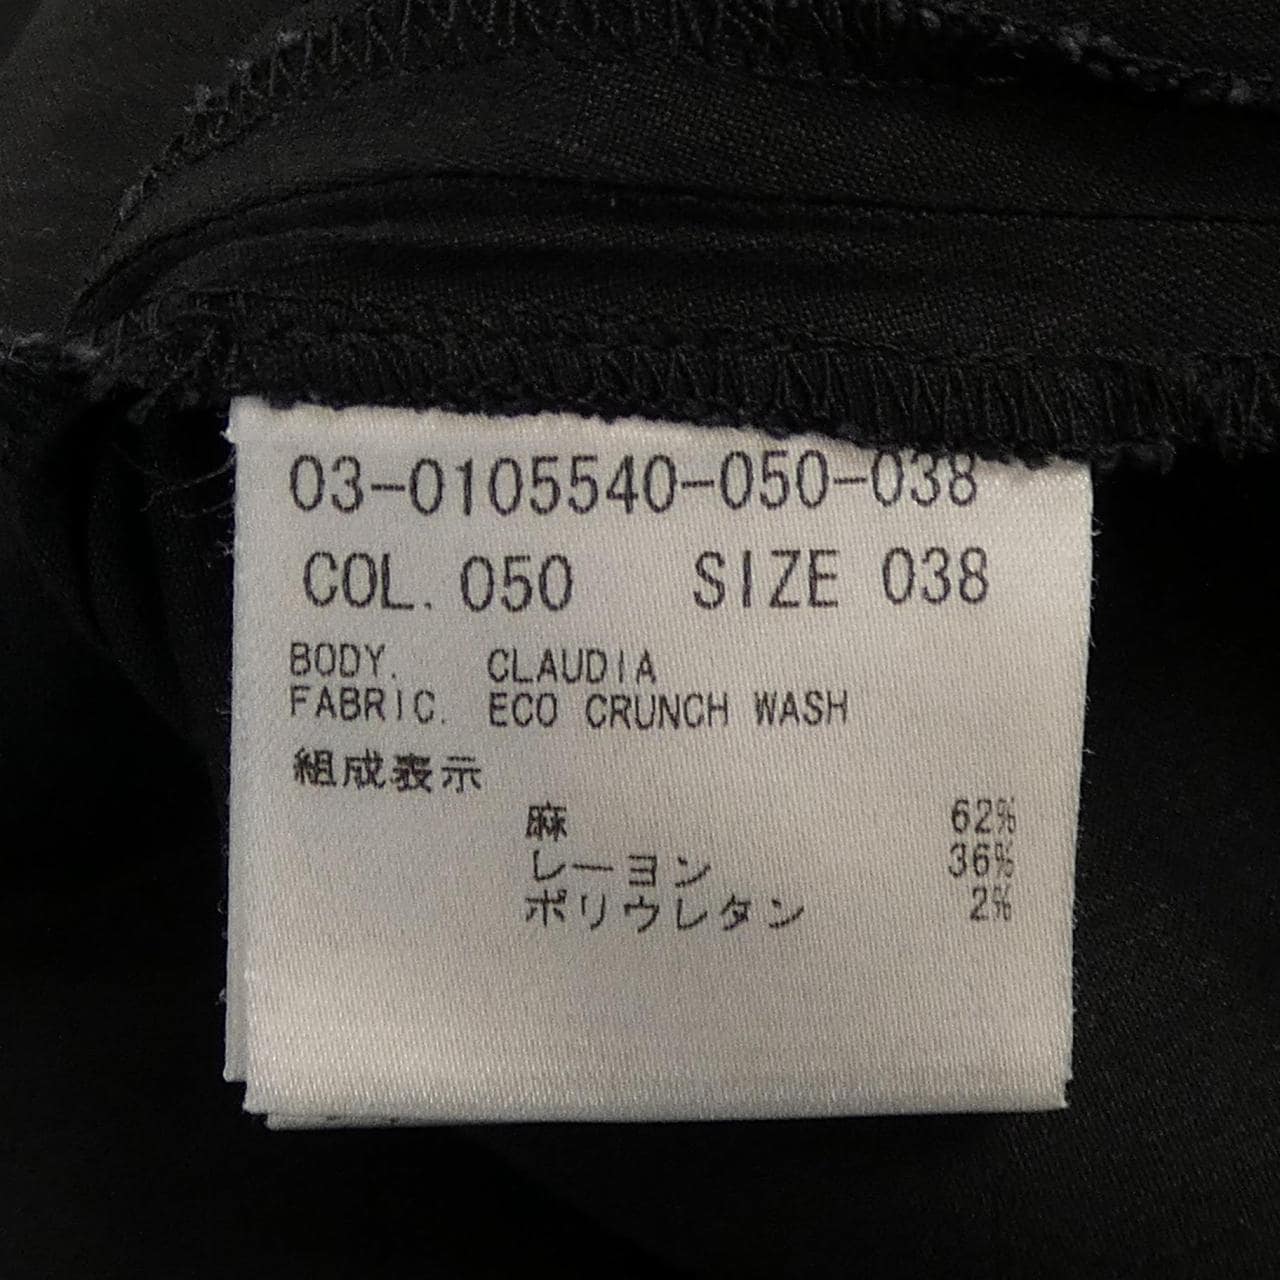 03-0105540-050-038
COL. 050 SIZE 038
BODY. CLAUDIA
FABRIC. ECO CRUNCH WASH
組成表示
麻 62%
レーヨン 36%
ポリウレタン 2%